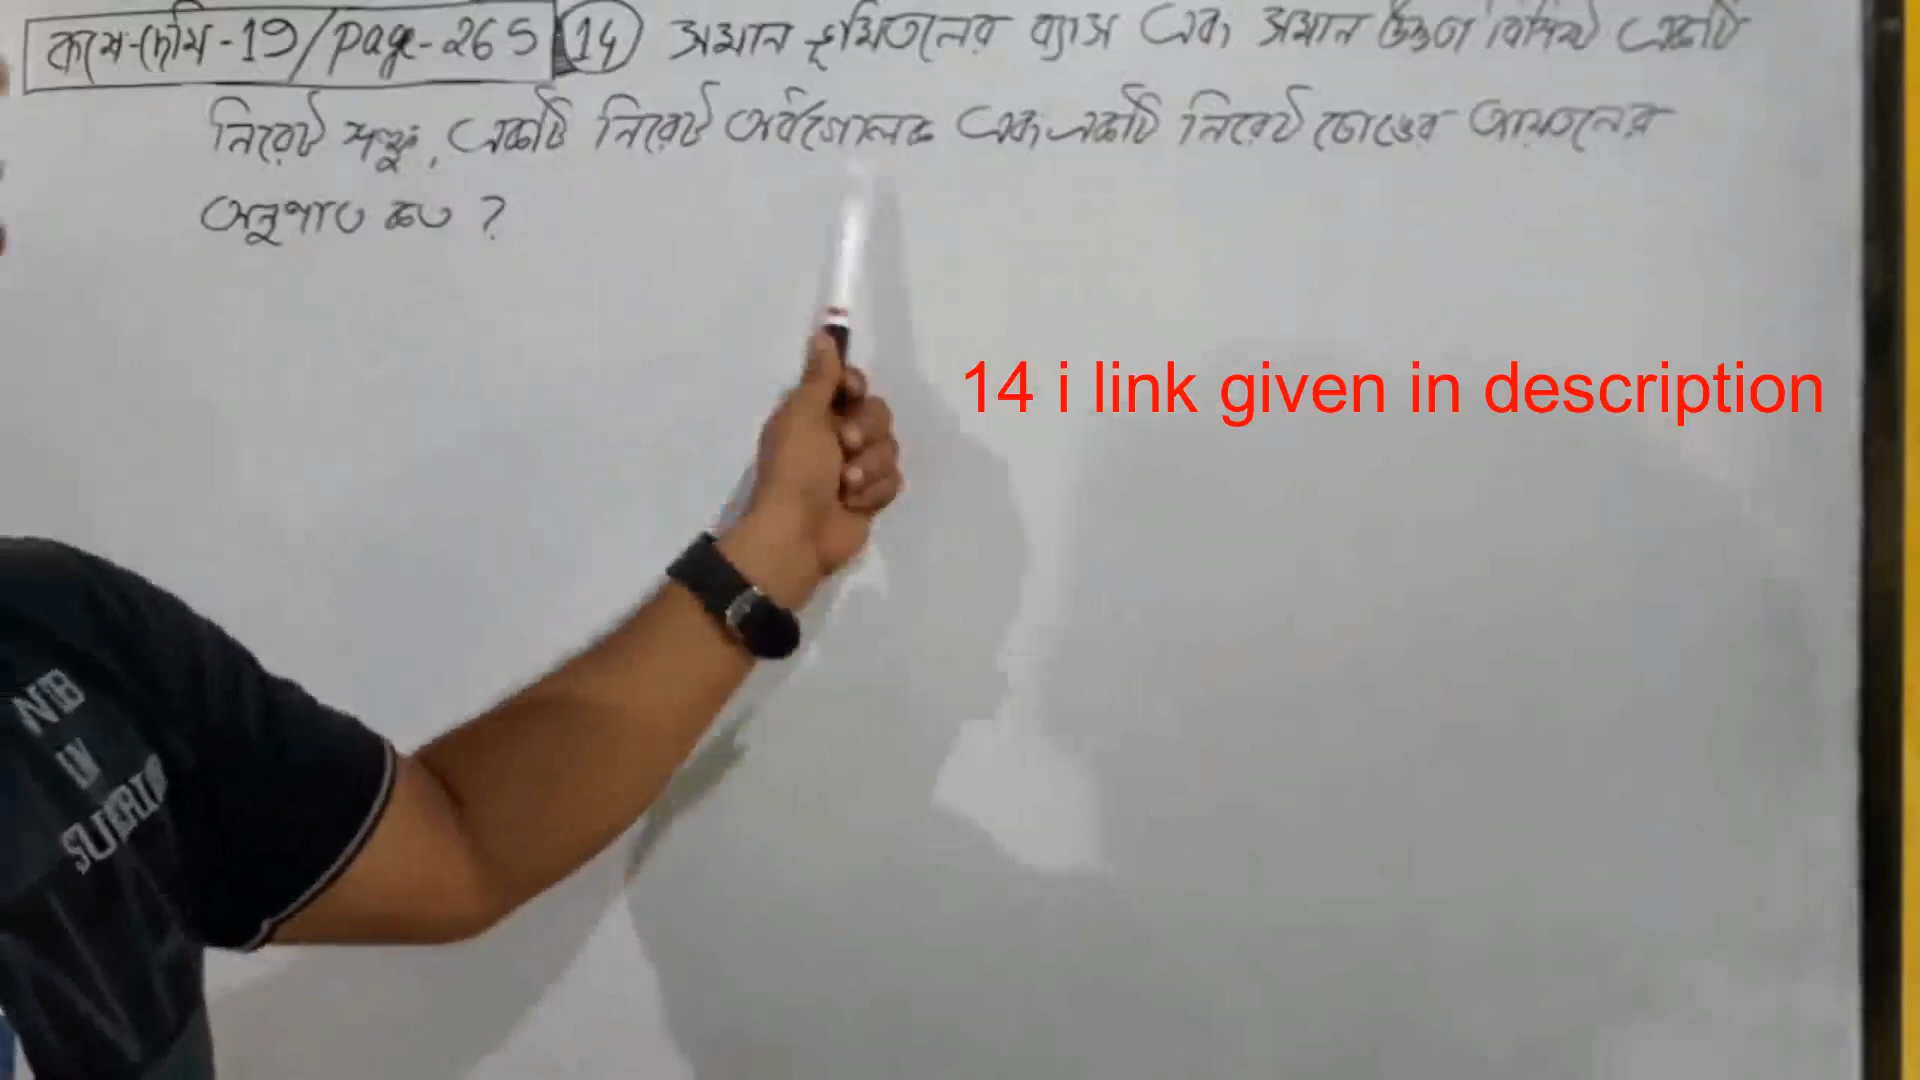 কষে-দেখি-19/page-265 14 সমান ভূমিতলের ব্যাস এবং সমান উচ্চতা বিশিষ্ট একটি
নিরেট শঙ্কু, একটি নিরেট অর্ধগোলক এবং একটি নিরেট চোঙের আয়তনের
অনুপাত কত ?
14 i link given in description
IN